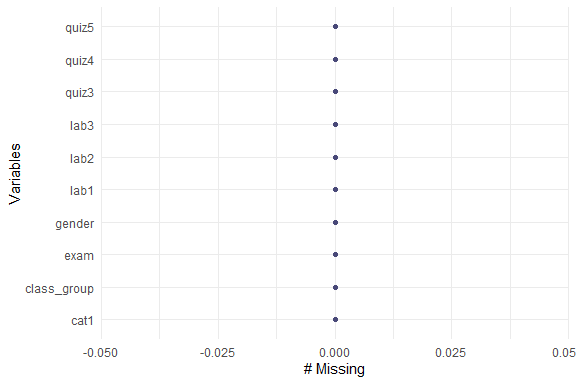 quiz5
quiz4
quiz3
lab3
lab2
lab1
gender
exam
class_group
cat1
Variables
-0.050 -0.025 0.000 0.025 0.05
# Missing